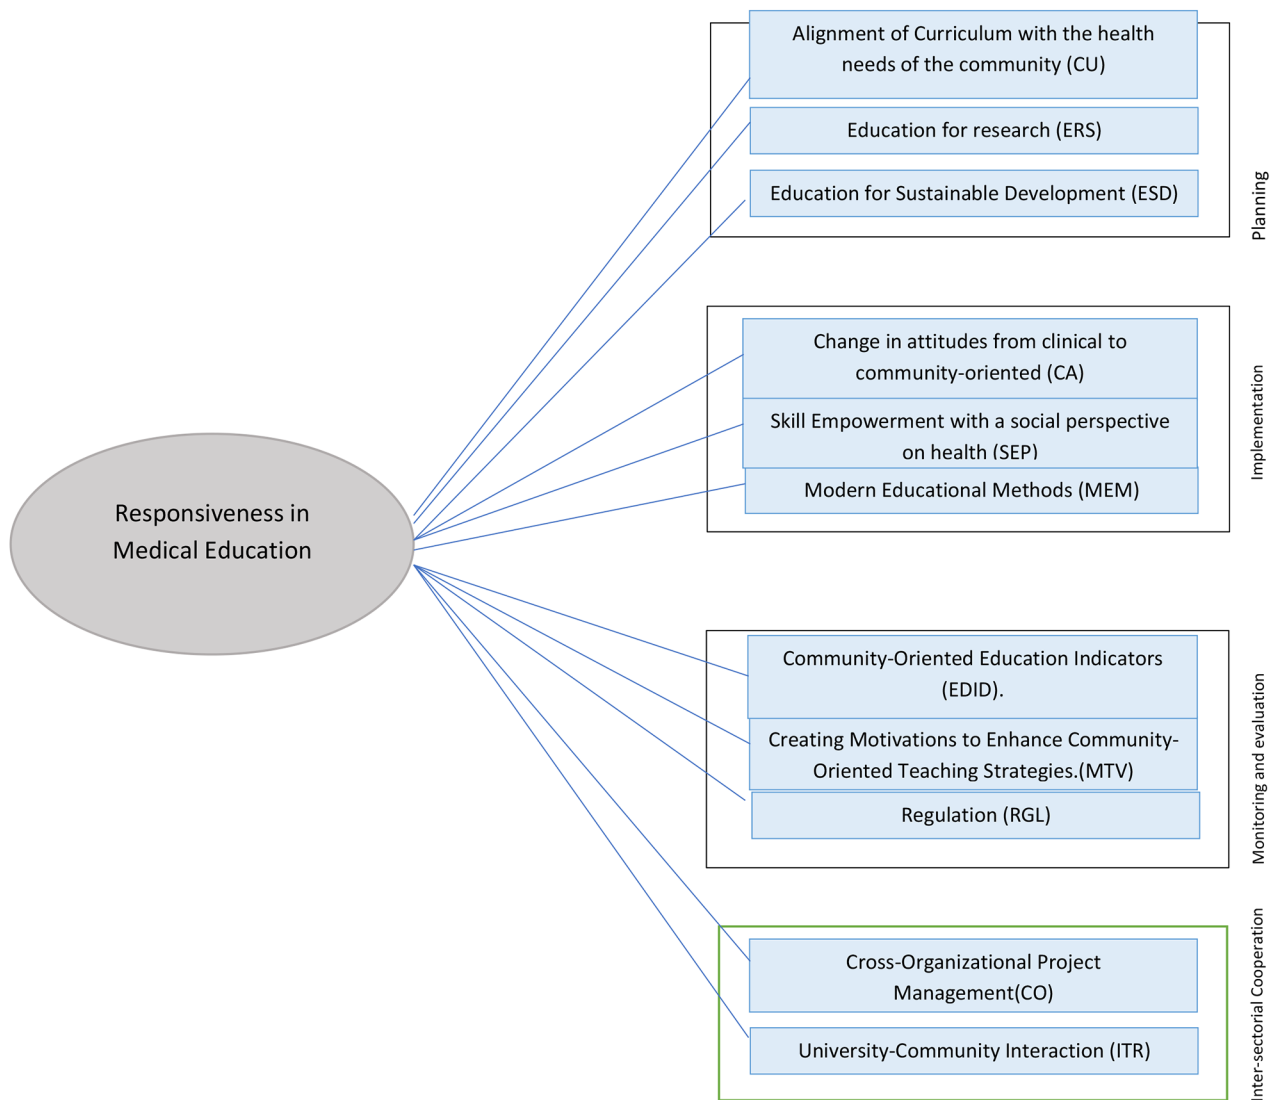 Responsiveness in
Medical Education
Alignment of Curriculum with the health
needs of the community (CU)
Education for research (ERS)
Education for Sustainable Development (ESD)
Planning
Change in attitudes from clinical to
community-oriented (CA)
Skill Empowerment with a social perspective
on health (SEP)
Modern Educational Methods (MEM)
Implementation
Community-Oriented Education Indicators
(EDID).
Creating Motivations to Enhance Community-
Oriented Teaching Strategies.(MTV)
Regulation (RGL)
Monitoring and evaluation
Cross-Organizational Project
Management(CO)
University-Community Interaction (ITR)
Inter-sectorial Cooperation